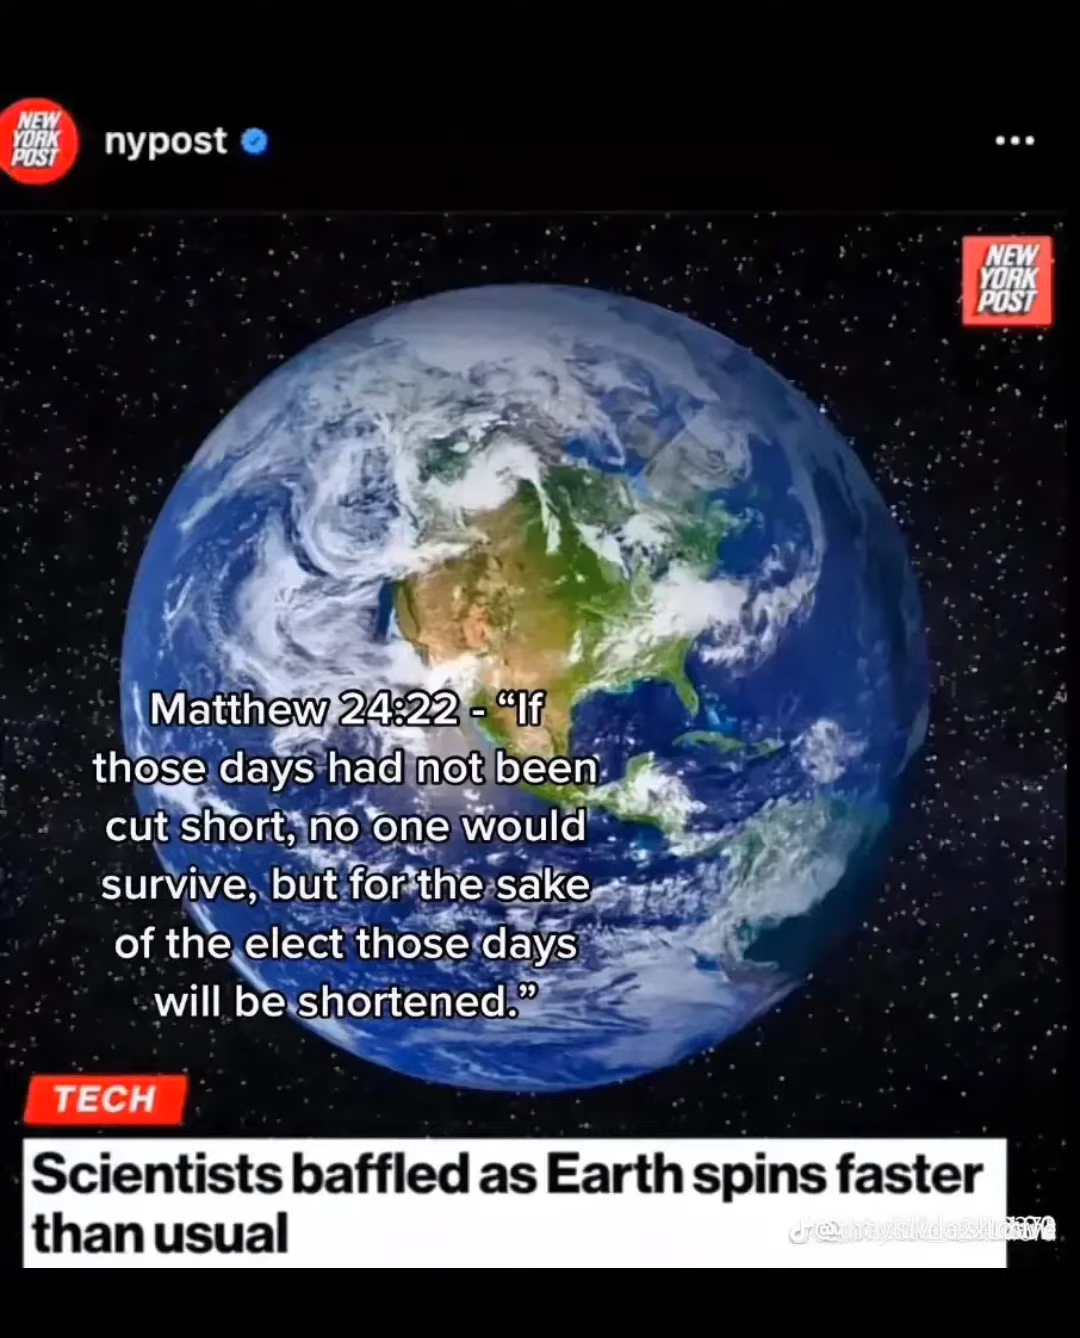 NEW
YORK
POST
nypost
NEW
YORK
POST
Matthew 24:22 - “If
those days had not been
cut short, no one would
survive, but for the sake
of the elect those days
will be shortened.”
TECH
Scientists baffled as Earth spins faster
than usual